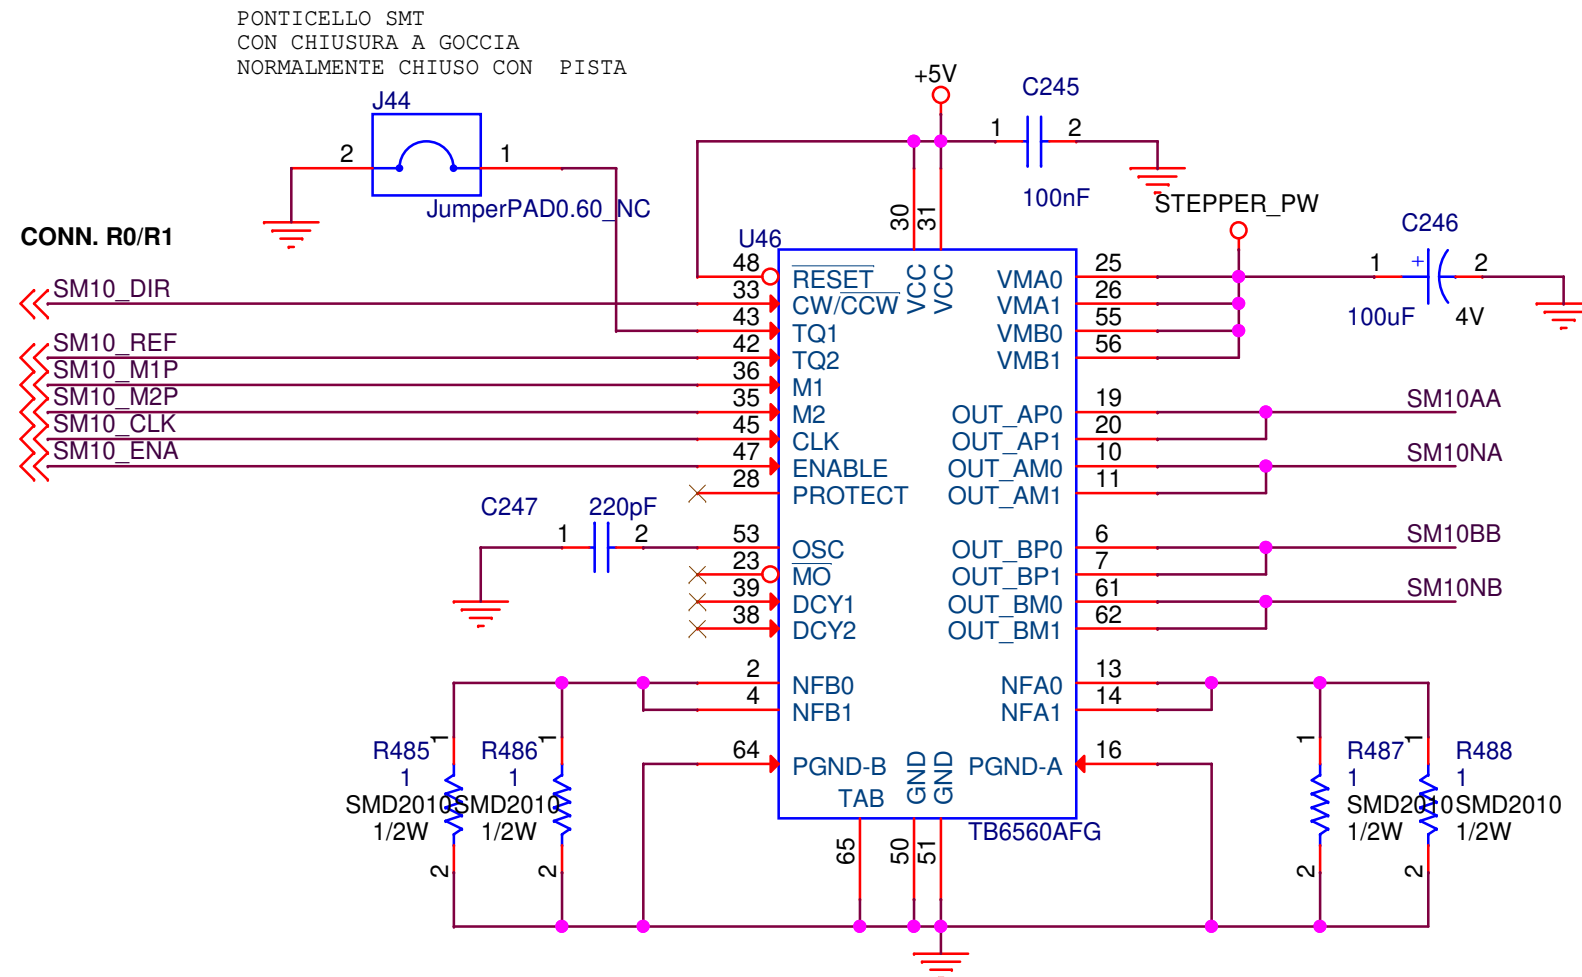 PONTICELLO SMT
CON CHIUSURA A GOCCIA
NORMALMENTE CHIUSO CON PISTA
+5V
C245
J44
1 2
2 1
100nF
JumperPAD0.60_NC
30 31
STEPPER_PW
C246
CONN. R0/R1
U46
48 RESET VCC VCC VMA0 25
1 + 2
SM10_DIR
33 CW/CCW VMA1 26
100uF 4V
43 TQ1 VMB0 55
SM10_REF
42 TQ2 VMB1 56
SM10_M1P
36 M1
SM10_M2P
35 M2 OUT_AP0 19 SM10AA
SM10_CLK
45 CLK OUT_AP1 20
SM10_ENA
47 ENABLE OUT_AM0 10 SM10NA
28 PROTECT OUT_AM1 11
C247 220pF
1 2
53 OSC OUT_BP0 6 SM10BB
23 MO OUT_BP1 7
39 DCY1 OUT_BM0 61 SM10NB
38 DCY2 OUT_BM1 62
2 NFB0 NFA0 13
4 NFB1 NFA1 14
R485 1 R486 1 64 PGND-B GND GND PGND-A 16 1 R487 1 R488
1 1 1 1
SMD2010 SMD2010 TAB SMD2010 SMD2010
1/2W 1/2W TB6560AFG 1/2W 1/2W
2 2 65 50 51 2 2